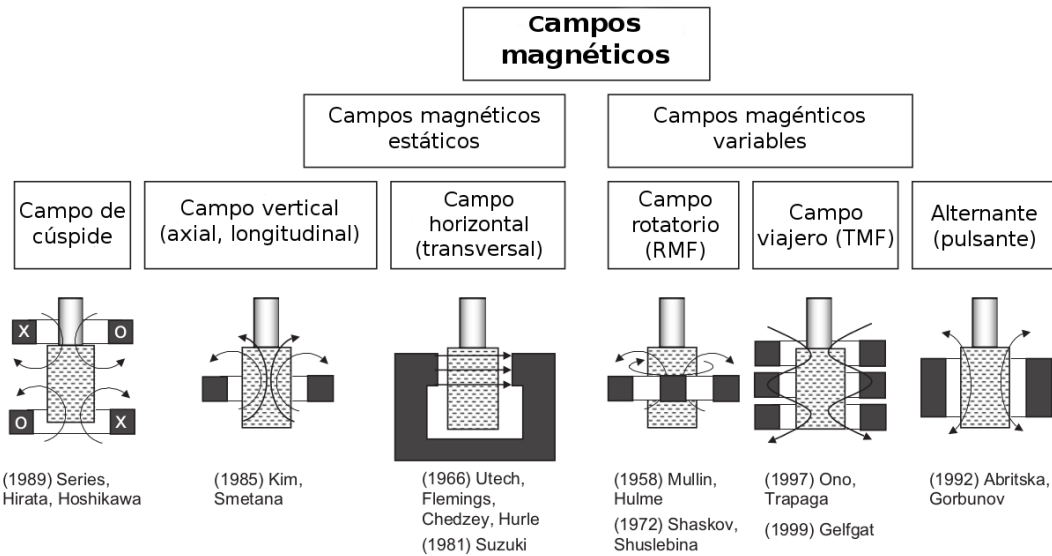 Campos
magnéticos
Campos magnéticos
estáticos
Campos magénticos
variables
Campo de
cúspide
Campo vertical
(axial, longitudinal)
Campo
horizontal
(transversal)
Campo
rotatorio
(RMF)
Campo
viajero (TMF)
Alternante
(pulsante)
X
O
O
X
(1989) Series,
Hirata, Hoshikawa
(1985) Kim,
Smetana
(1966) Utech,
Flemings,
Chedzey, Hurle
(1981) Suzuki
(1958) Mullin,
Hulme
(1972) Shaskov,
Shuslebina
(1997) Ono,
Trapaga
(1999) Gelfgat
(1992) Abritska,
Gorbunov